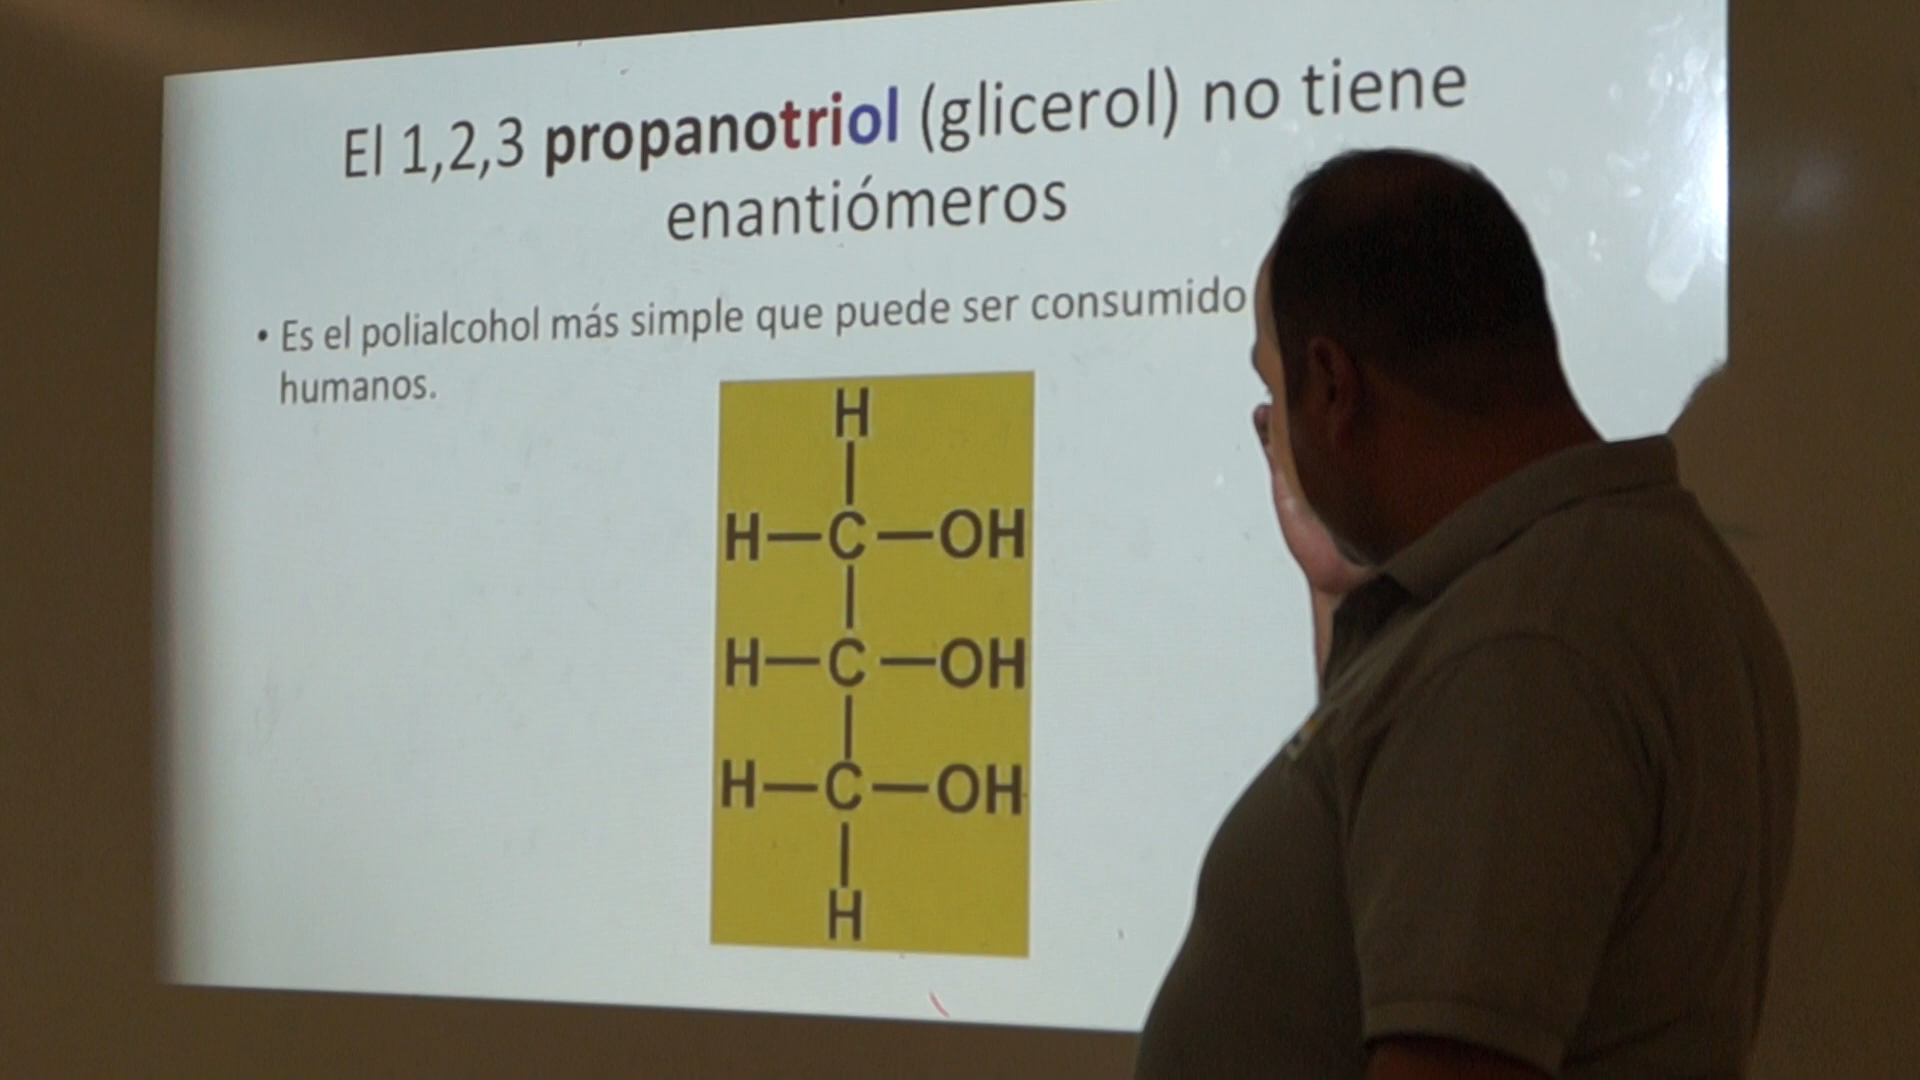 El 1,2,3 propanotriol (glicerol) no tiene
enantiómeros
• Es el polialcohol más simple que puede ser consumido
humanos.
H
H—C—OH
H—C—OH
H—C—OH
H